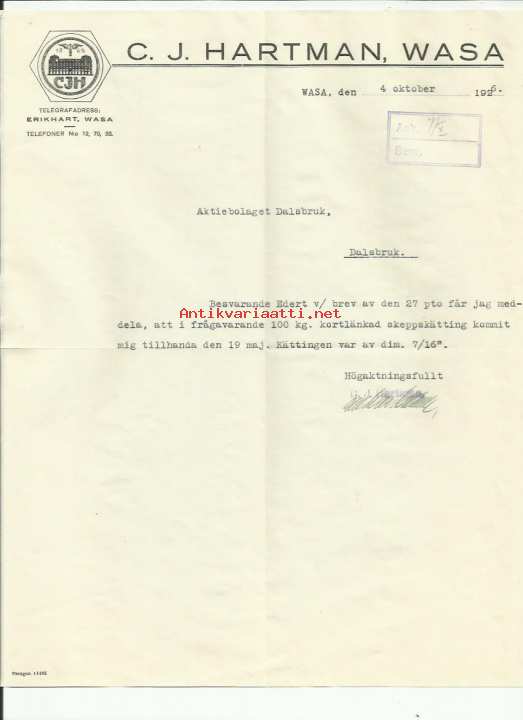 C. J. HARTMAN, WASA
CJH
TELEGRAFADRESS:
ERIKHART, WASA
TELEFONER No 12, 70, 35.
WASA, den 4 oktober 1926.
Aktiebolaget Dalsbruk,
Dalsbruk.
Besvarande Edert v/ brev av den 27 pto får jag med-
Antikvariaatti.net
dela, att i frågavarande 100 kg. kortlänkad skeppskätting kommit
mig tillhanda den 19 maj. Kättingen var av dim. 7/16".
Högaktningsfullt